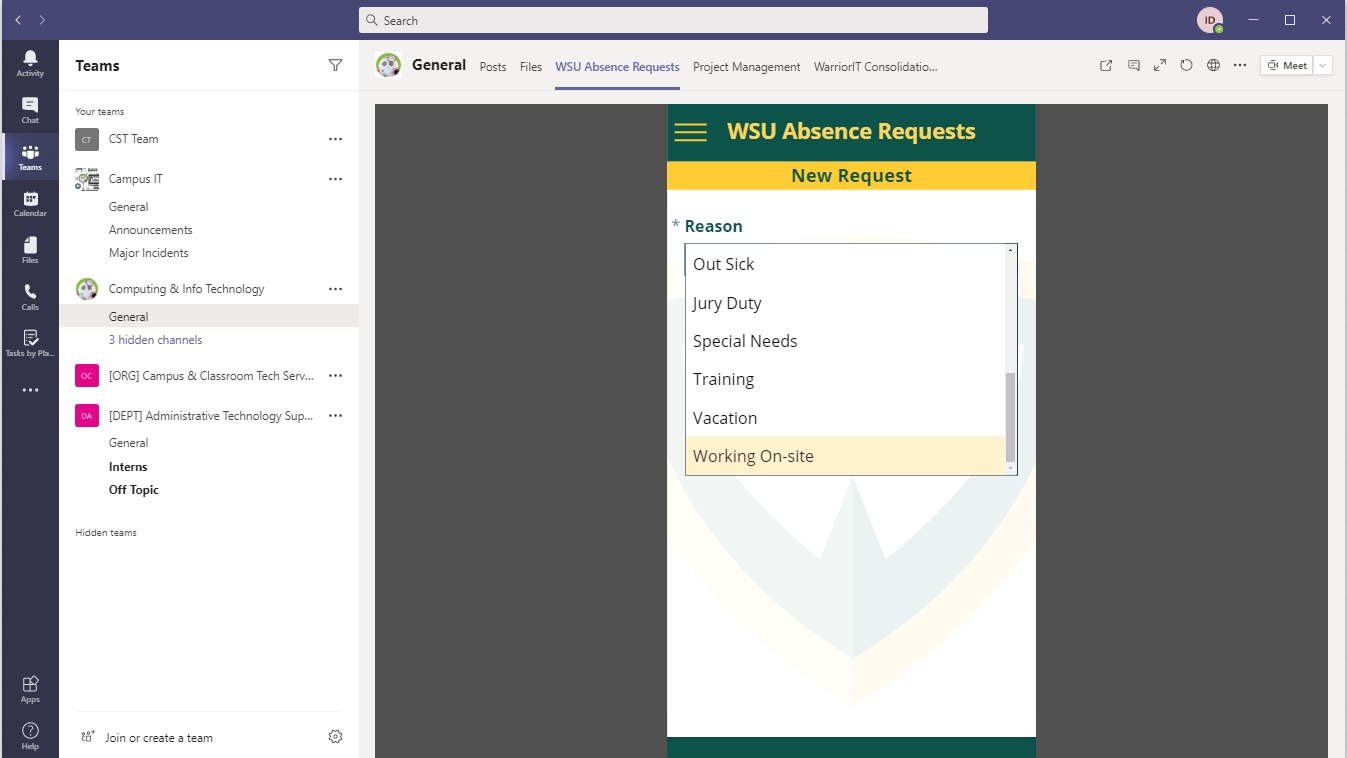 Search
ID
Activity
Chat
Teams
Calendar
Files
Calls
Tasks by Pla...
Apps
Help
Teams
Your teams
CT
CST Team
Campus IT
General
Announcements
Major Incidents
Computing & Info Technology
General
3 hidden channels
OC
[ORG] Campus & Classroom Tech Serv...
DA
[DEPT] Administrative Technology Sup...
General
Interns
Off Topic
Hidden teams
Join or create a team
General Posts Files WSU Absence Requests Project Management WarriorIT Consolidatio...
Meet
WSU Absence Requests
New Request
* Reason
Out Sick
Jury Duty
Special Needs
Training
Vacation
Working On-site